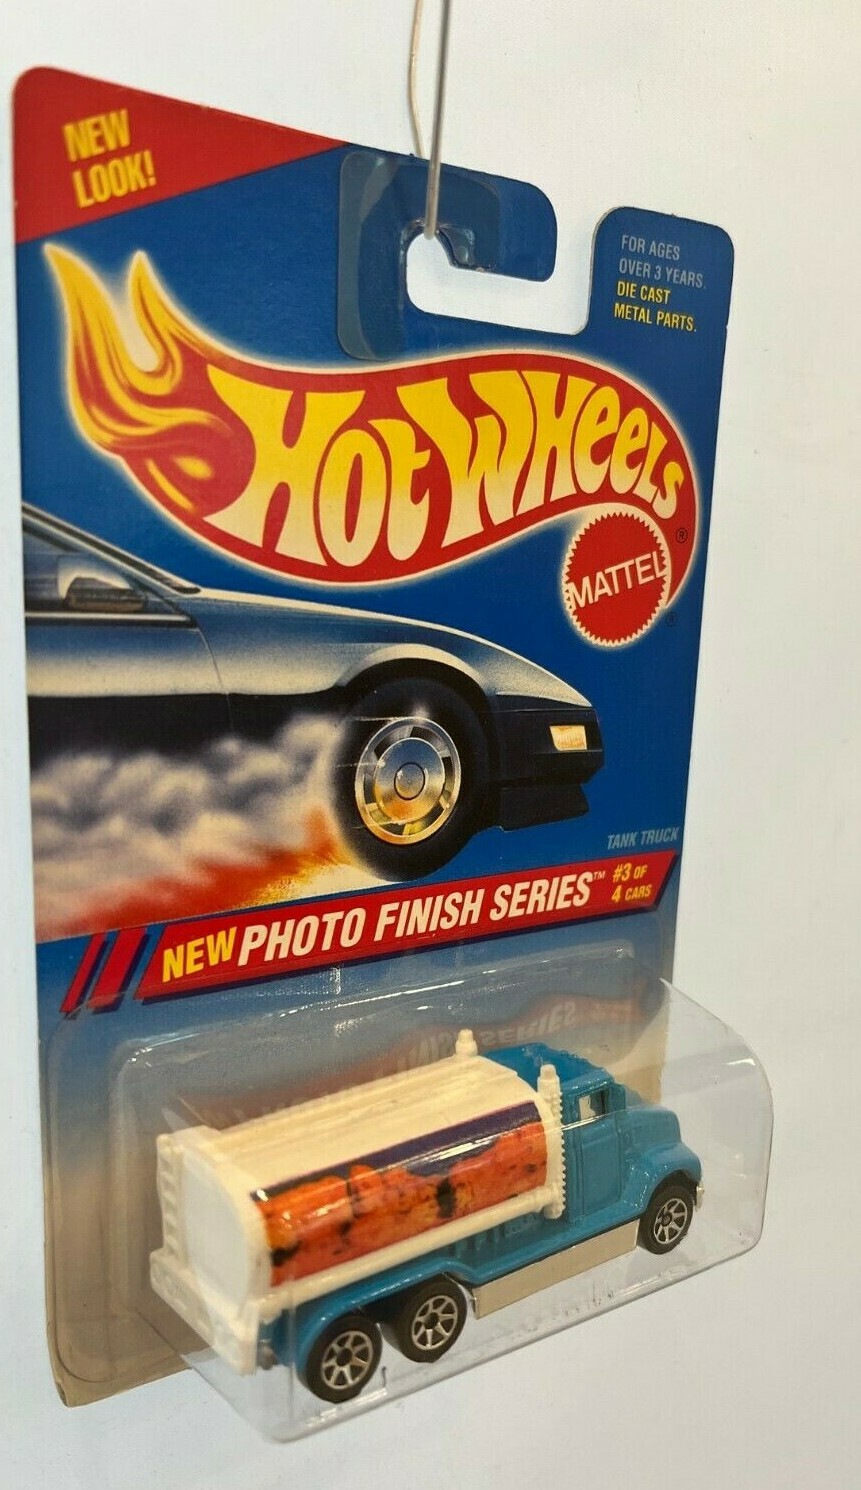 NEW
LOOK!
FOR AGES
OVER 3 YEARS.
DIE CAST
METAL PARTS.
HOT WHEELS
®
MATTEL
®
TANK TRUCK
NEW PHOTO FINISH SERIES™
#3 OF
4 CARS
SERIES